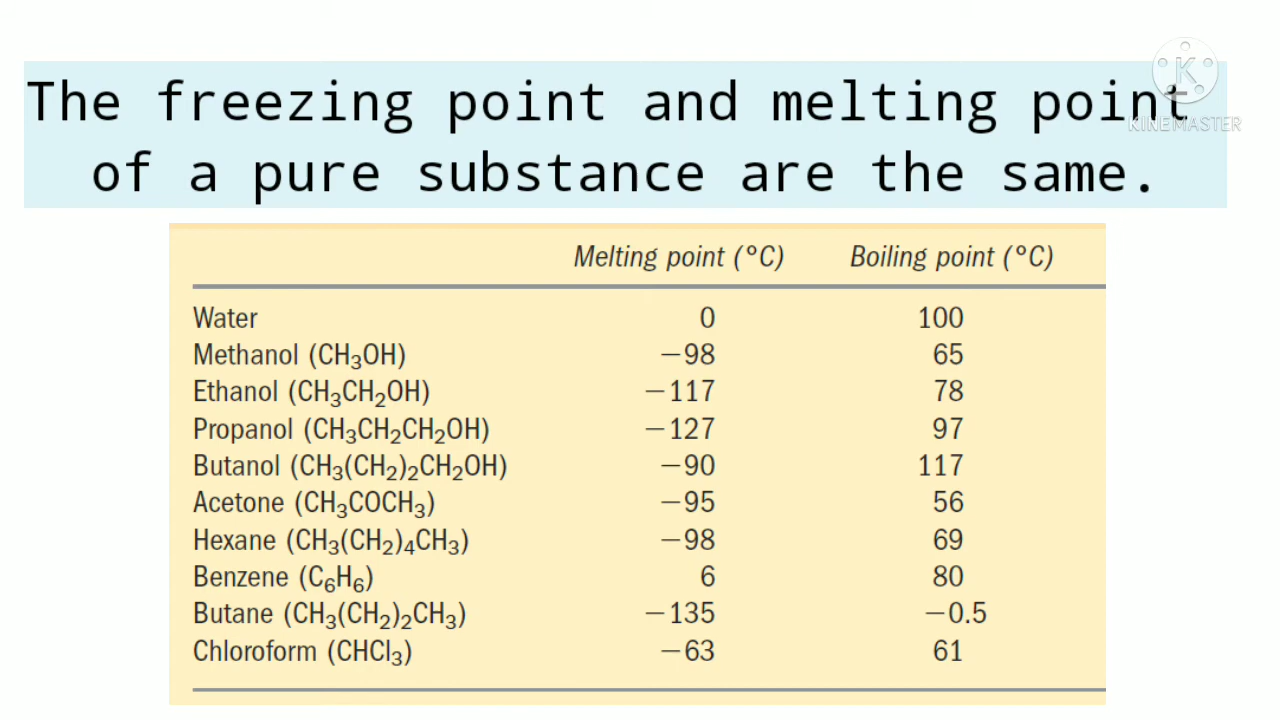 The freezing point and melting point
of a pure substance are the same.
K
KINEMASTER
Melting point (°C) Boiling point (°C)
Water 0 100
Methanol (CH₃OH) −98 65
Ethanol (CH₃CH₂OH) −117 78
Propanol (CH₃CH₂CH₂OH) −127 97
Butanol (CH₃(CH₂)₂CH₂OH) −90 117
Acetone (CH₃COCH₃) −95 56
Hexane (CH₃(CH₂)₄CH₃) −98 69
Benzene (C₆H₆) 6 80
Butane (CH₃(CH₂)₂CH₃) −135 −0.5
Chloroform (CHCl₃) −63 61